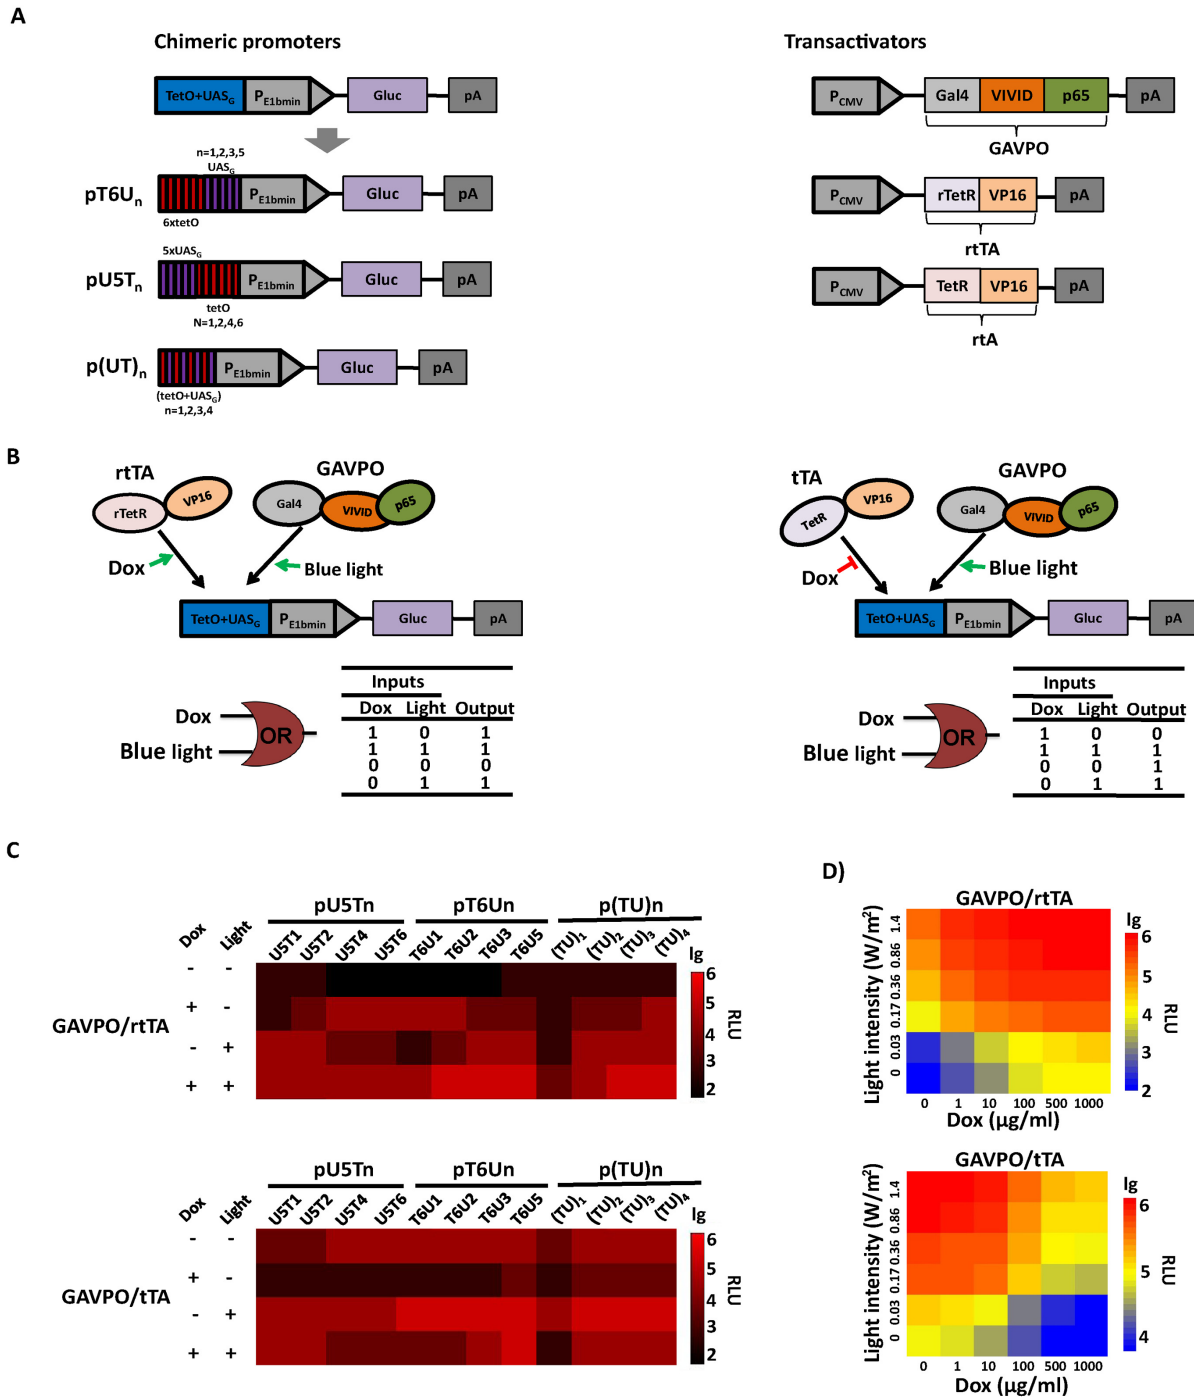 A
Chimeric promoters
TetO+UASG PE1bmin Gluc pA
n=1,2,3,5
UASG
pT6Un PE1bmin Gluc pA
6xtetO
5xUASG
pU5Tn PE1bmin Gluc pA
tetO
N=1,2,4,6
p(UT)n PE1bmin Gluc pA
(tetO+UASG)
n=1,2,3,4
Transactivators
PCMV Gal4 VIVID p65 pA
GAVPO
PCMV rTetR VP16 pA
rtTA
PCMV TetR VP16 pA
rtA
B
rtTA GAVPO
rTetR VP16 Gal4 VIVID p65
Dox Blue light
TetO+UASG PE1bmin Gluc pA
Dox
Blue light
OR
Inputs
Dox Light Output
1 0 1
1 1 1
0 0 0
0 1 1
tTA GAVPO
TetR VP16 Gal4 VIVID p65
Dox Blue light
TetO+UASG PE1bmin Gluc pA
Dox
Blue light
OR
Inputs
Dox Light Output
1 0 0
1 1 1
0 0 1
0 1 1
C
pU5Tn pT6Un p(TU)n
Dox Light U5T1 U5T2 U5T4 U5T6 T6U1 T6U2 T6U3 T6U5 (TU)1 (TU)2 (TU)3 (TU)4
- -
+ -
GAVPO/rtTA
- +
+ +
lg
6
5
4
3
2
RLU
pU5Tn pT6Un p(TU)n
Dox Light U5T1 U5T2 U5T4 U5T6 T6U1 T6U2 T6U3 T6U5 (TU)1 (TU)2 (TU)3 (TU)4
- -
+ -
GAVPO/tTA
- +
+ +
lg
6
5
4
3
2
RLU
D)
GAVPO/rtTA
Light intensity (W/m²)
1.4
0.86
0.36
0.17
0.03
0
0 1 10 100 500 1000
Dox (µg/ml)
lg
6
5
4
3
2
RLU
GAVPO/tTA
Light intensity (W/m²)
1.4
0.86
0.36
0.17
0.03
0
0 1 10 100 500 1000
Dox (µg/ml)
lg
6
5
4
RLU